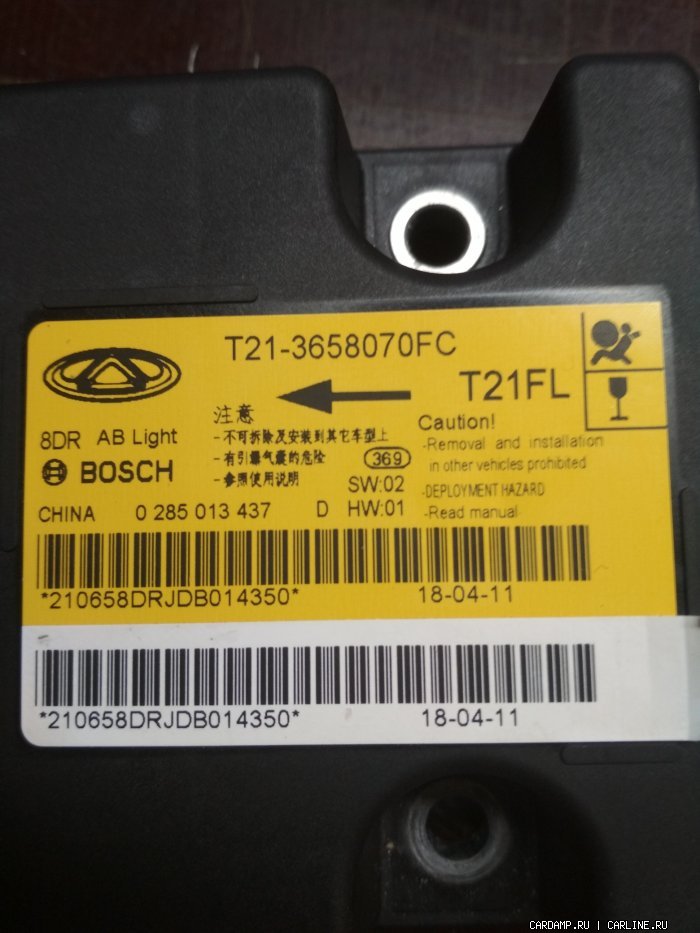 T21-3658070FC
T21FL
8DR AB Light
BOSCH
CHINA 0 285 013 437 D
注意
-不可拆除及安装到其它车型上
-有引爆气囊的危险
-参照使用说明
369
SW:02
HW:01
Caution!
-Removal and installation
in other vehicles prohibited
-DEPLOYMENT HAZARD
-Read manual
*210658DRJDB014350* 18-04-11
*210658DRJDB014350* 18-04-11
CARDAMP.RU | CARLINE.RU